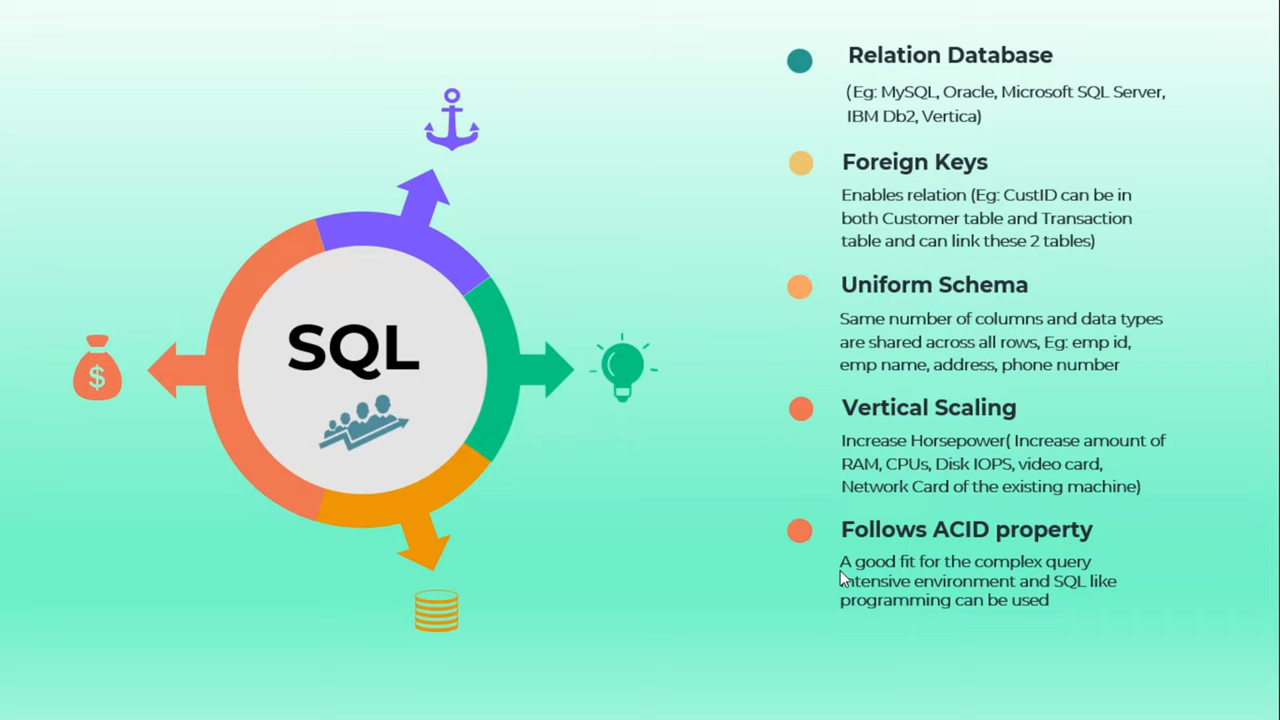 SQL
$
Relation Database
(Eg: MySQL, Oracle, Microsoft SQL Server,
IBM Db2, Vertica)
Foreign Keys
Enables relation (Eg: CustID can be in
both Customer table and Transaction
table and can link these 2 tables)
Uniform Schema
Same number of columns and data types
are shared across all rows, Eg: emp id,
emp name, address, phone number
Vertical Scaling
Increase Horsepower( Increase amount of
RAM, CPUs, Disk IOPS, video card,
Network Card of the existing machine)
Follows ACID property
A good fit for the complex query
intensive environment and SQL like
programming can be used